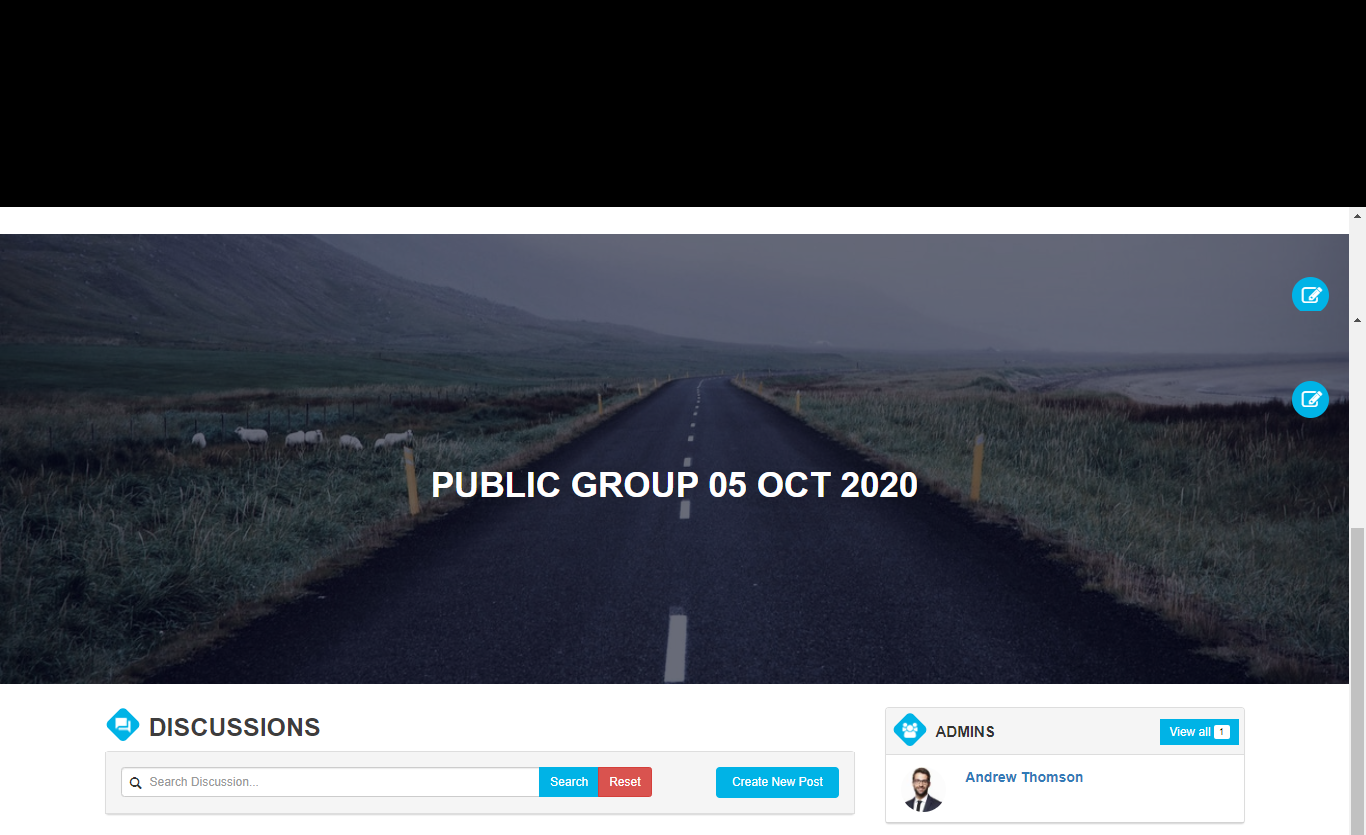 PUBLIC GROUP 05 OCT 2020
DISCUSSIONS
Search Discussion...
Search
Reset
Create New Post
ADMINS
View all 1
Andrew Thomson